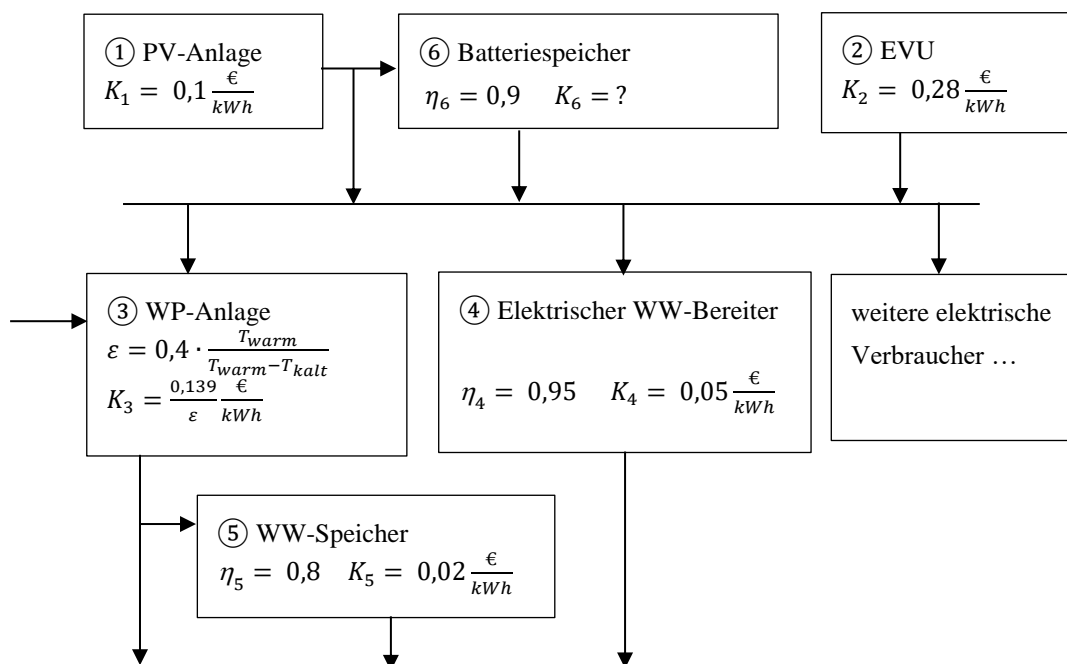 ① PV-Anlage
K₁ = 0,1 €/kWh
⑥ Batteriespeicher
η₆ = 0,9 K₆ = ?
② EVU
K₂ = 0,28 €/kWh
③ WP-Anlage
ε = 0,4 · T_warm/(T_warm−T_kalt)
K₃ = 0,139/ε €/kWh
④ Elektrischer WW-Bereiter
η₄ = 0,95 K₄ = 0,05 €/kWh
weitere elektrische
Verbraucher …
⑤ WW-Speicher
η₅ = 0,8 K₅ = 0,02 €/kWh